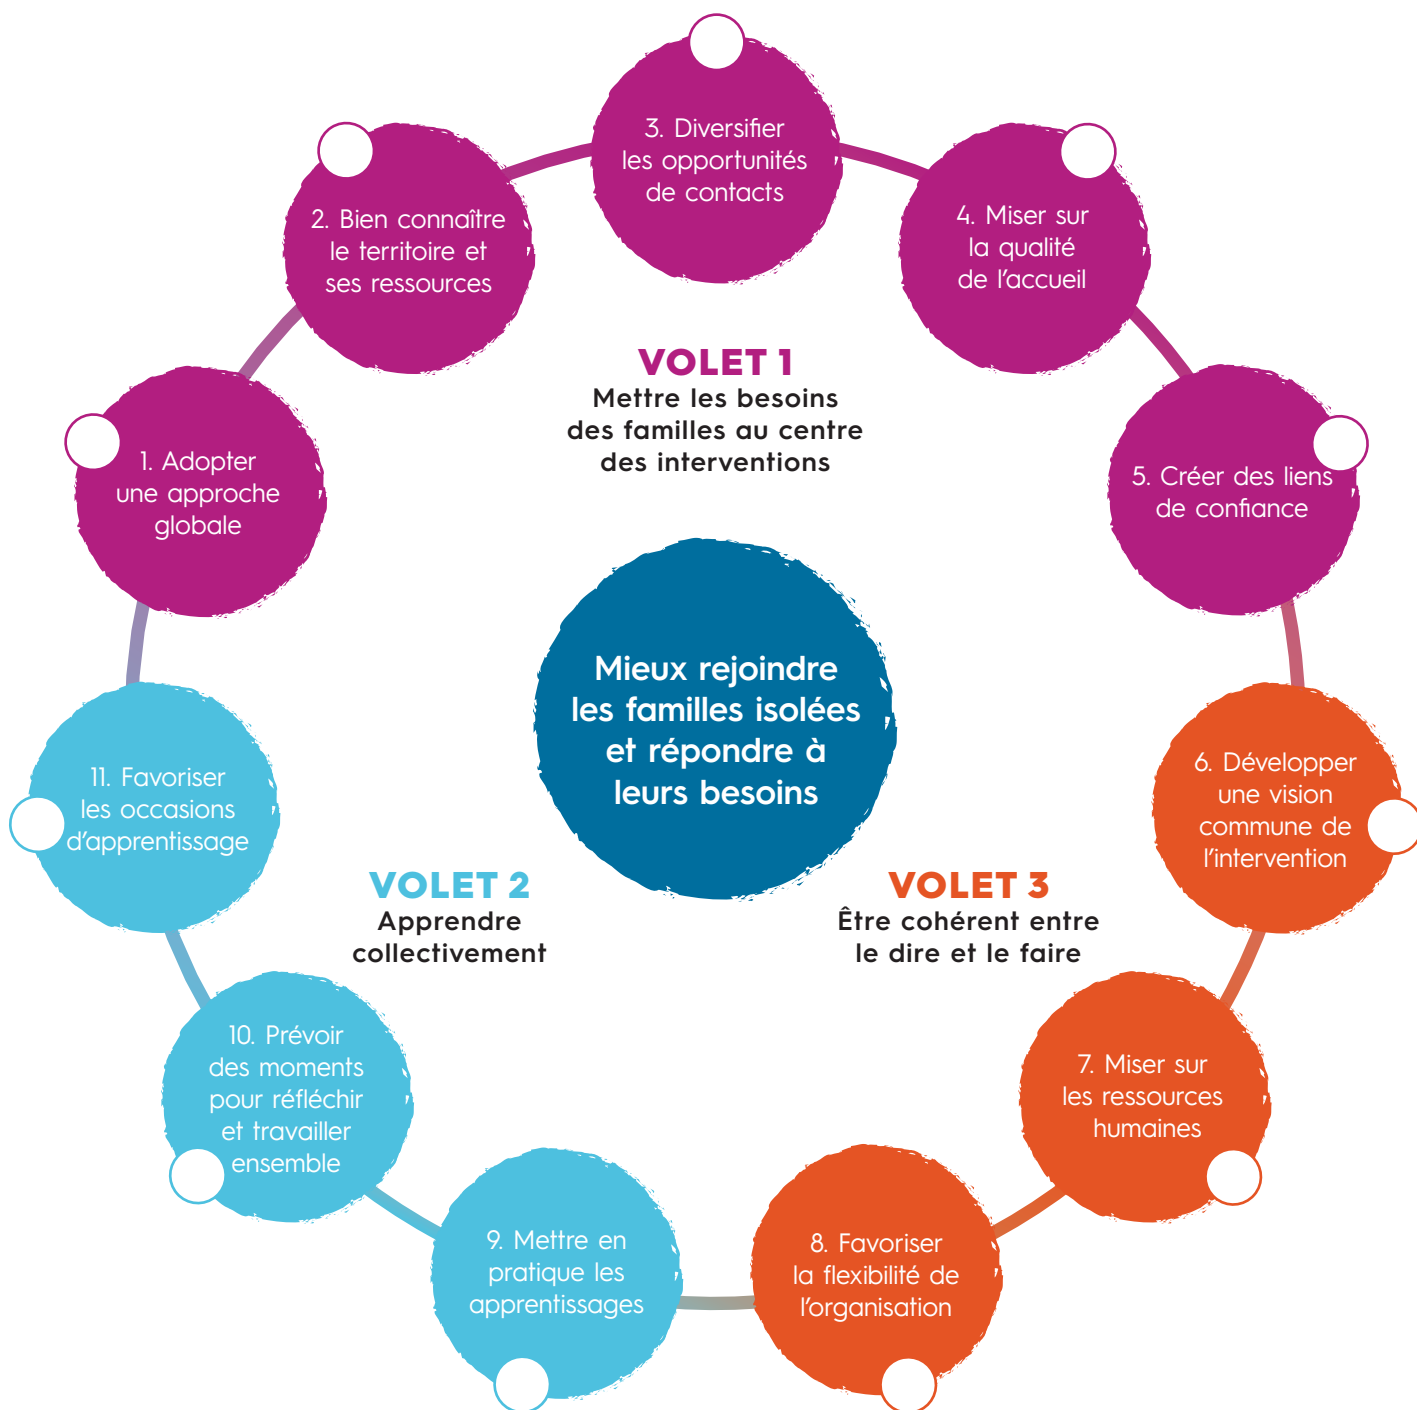 3. Diversifier
les opportunités
de contacts
2. Bien connaître
le territoire et
ses ressources
4. Miser sur
la qualité
de l'accueil
VOLET 1
Mettre les besoins
des familles au centre
des interventions
1. Adopter
une approche
globale
5. Créer des liens
de confiance
Mieux rejoindre
les familles isolées
et répondre à
leurs besoins
11. Favoriser
les occasions
d'apprentissage
6. Développer
une vision
commune de
l'intervention
VOLET 2
Apprendre
collectivement
VOLET 3
Être cohérent entre
le dire et le faire
10. Prévoir
des moments
pour réfléchir
et travailler
ensemble
7. Miser sur
les ressources
humaines
9. Mettre en
pratique les
apprentissages
8. Favoriser
la flexibilité de
l'organisation